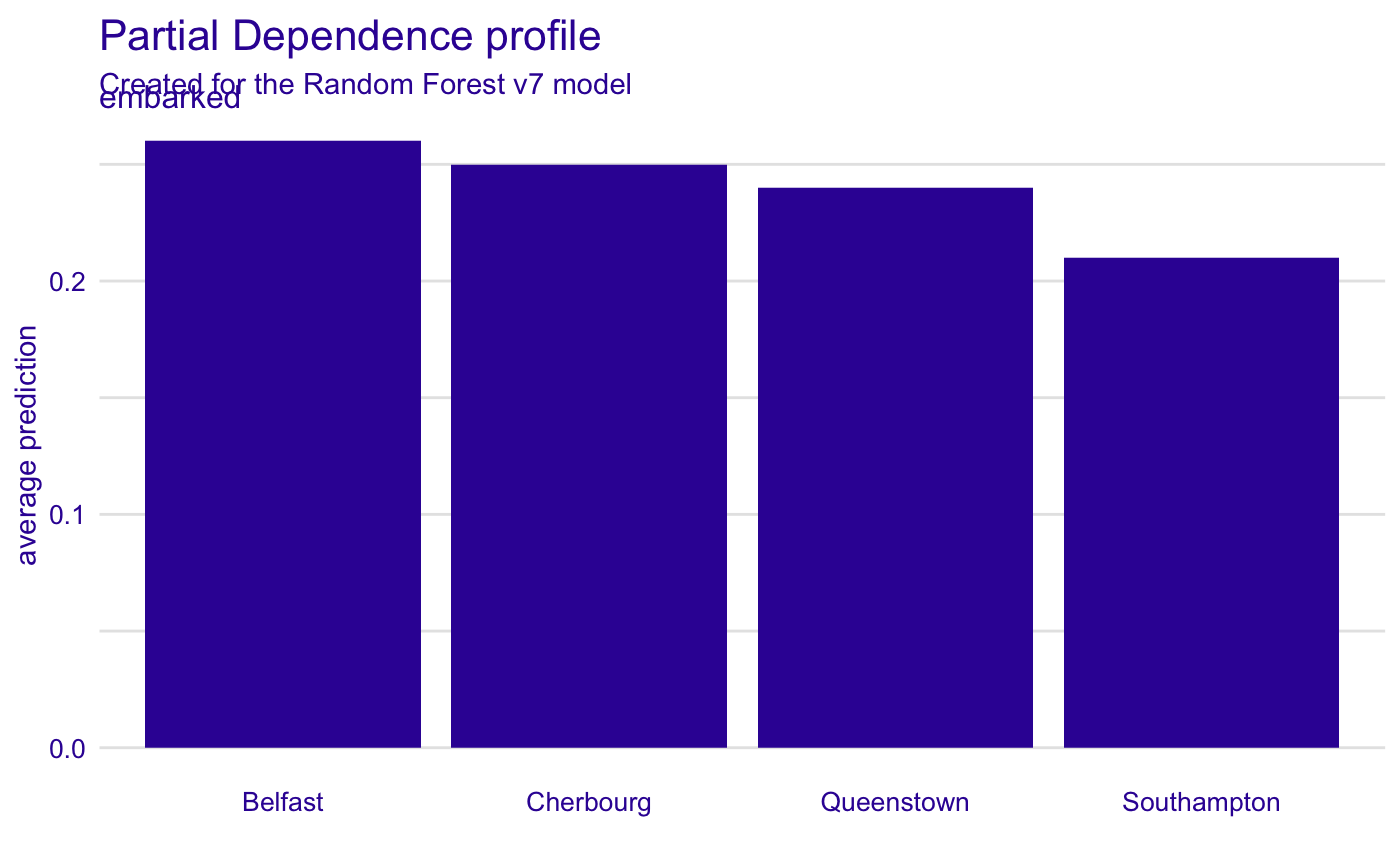 Partial Dependence profile
Created for the Random Forest v7 model
embarked
average prediction
0.2
0.1
0.0
Belfast Cherbourg Queenstown Southampton